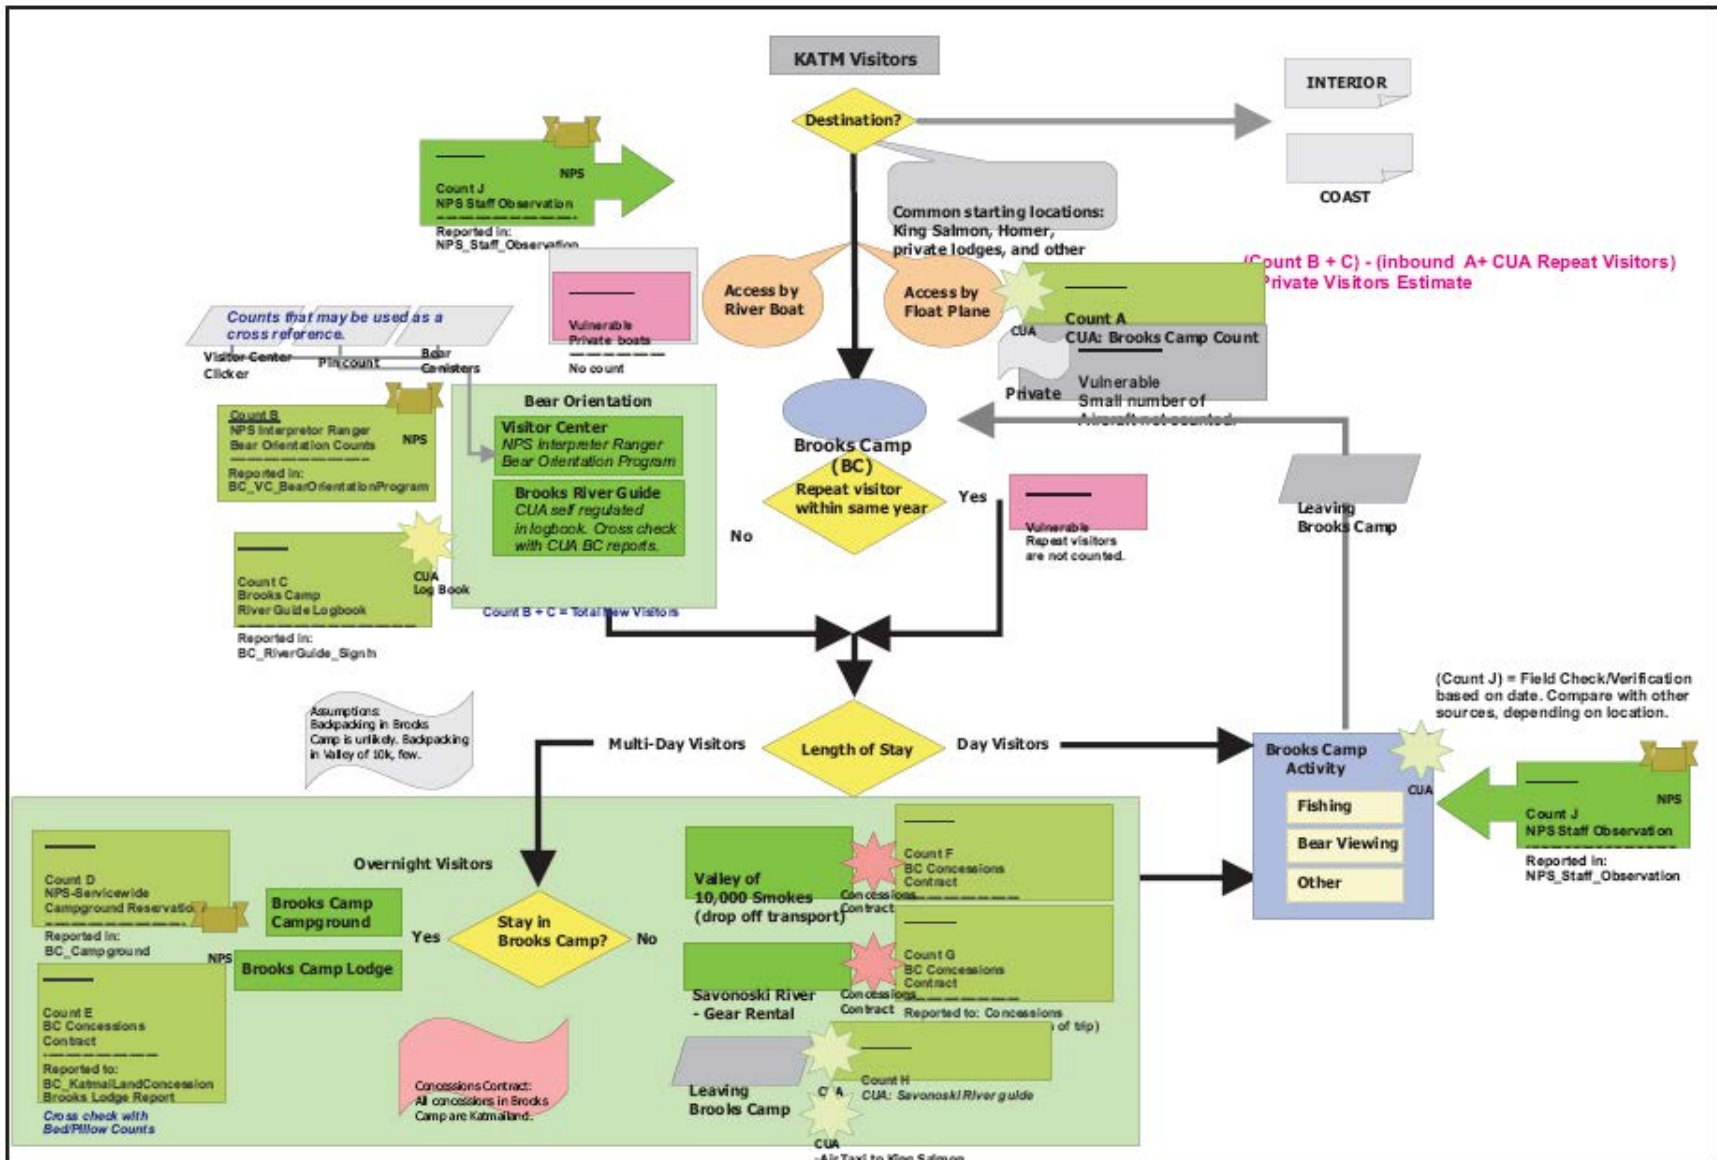 KATM Visitors
Destination?
INTERIOR
COAST
NPS
Count J
NPS Staff Observation
Reported in:
NPS_Staff_Observation
Common starting locations:
King Salmon, Homer,
private lodges, and other
(Count B + C) - (inbound A+ CUA Repeat Visitors)
Private Visitors Estimate
Access by
River Boat
Access by
Float Plane
CUA
Count A
CUA: Brooks Camp Count
Private
Vulnerable
Small number of
Aircraft not counted.
Vulnerable
Private boats
No count
Counts that may be used as a
cross reference.
Visitor Center
Clicker
Pin count
Bear
Canisters
Count B
NPS Interpretor Ranger
Bear Orientation Counts
NPS
Reported in:
BC_VC_BearOrientationProgram
Bear Orientation
Visitor Center
NPS Interpreter Ranger
Bear Orientation Program
Brooks River Guide
CUA self regulated
in logbook. Cross check
with CUA BC reports.
Count B + C = Total New Visitors
CUA
Log Book
Count C
Brooks Camp
River Guide Logbook
Reported in:
BC_RiverGuide_SignIn
Brooks Camp
(BC)
Repeat visitor
within same year
Yes
No
Vulnerable
Repeat visitors
are not counted.
Leaving
Brooks Camp
Assumptions:
Backpacking in Brooks
Camp is unlikely. Backpacking
in Valley of 10k, few.
Multi-Day Visitors
Length of Stay
Day Visitors
(Count J) = Field Check/Verification
based on date. Compare with other
sources, depending on location.
Brooks Camp
Activity
CUA
Fishing
Bear Viewing
Other
NPS
Count J
NPS Staff Observation
Reported in:
NPS_Staff_Observation
Overnight Visitors
Count D
NPS-Servicewide
Campground Reservation
Reported in:
BC_Campground
NPS
Brooks Camp
Campground
Brooks Camp Lodge
Yes
Stay in
Brooks Camp?
No
Count E
BC Concessions
Contract
Reported to:
BC_KatmaiLandConcession
Brooks Lodge Report
Cross check with
Bed/Pillow Counts
Concessions Contract:
All concessions in Brooks
Camp are Katmailand.
Valley of
10,000 Smokes
(drop off transport)
Concessions
Contract
Count F
BC Concessions
Contract
Savonoski River
- Gear Rental
Concessions
Contract
Count G
BC Concessions
Contract
Reported to: Concessions
of trip)
Leaving
Brooks Camp
CUA
Count H
CUA: Savonoski River guide
CUA
-Air Taxi to King Salmon